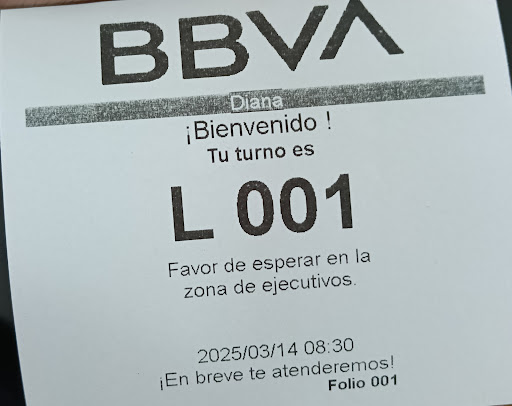 BBVA
Diana
¡Bienvenido !
Tu turno es
L 001
Favor de esperar en la
zona de ejecutivos.
2025/03/14 08:30
¡En breve te atenderemos!
Folio 001